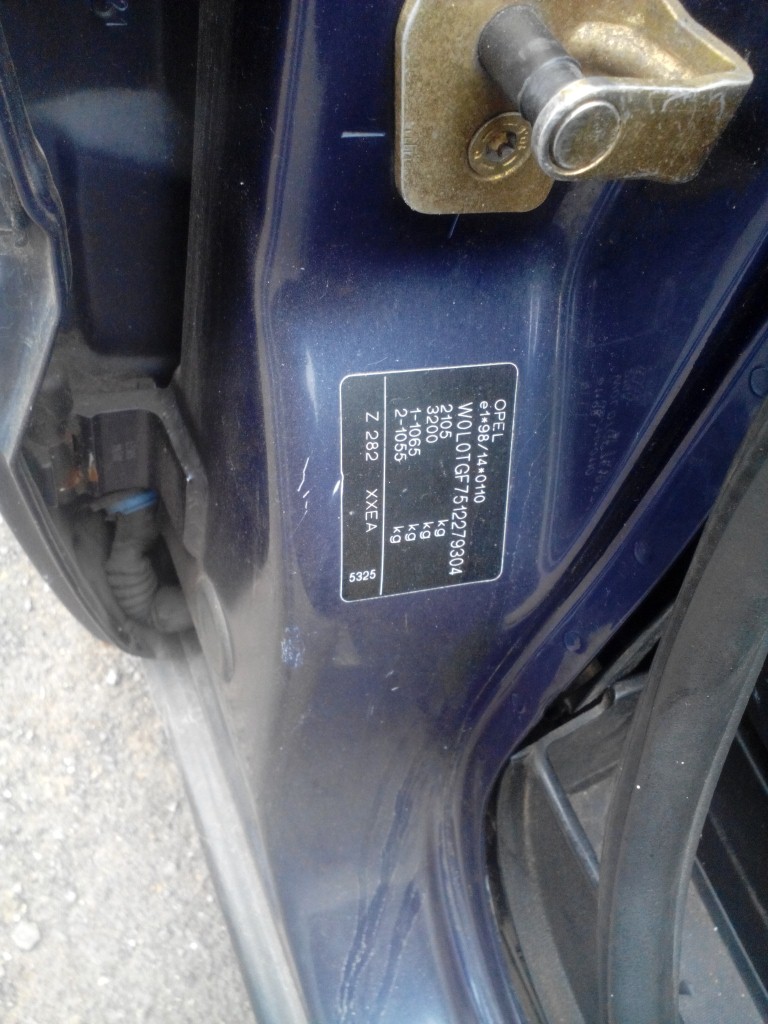 OPEL
e1*98/14*0110
W0L0TGF7512279304
2105 kg
3200 kg
1-1065 kg
2-1055 kg
Z 282 XXEA
5325